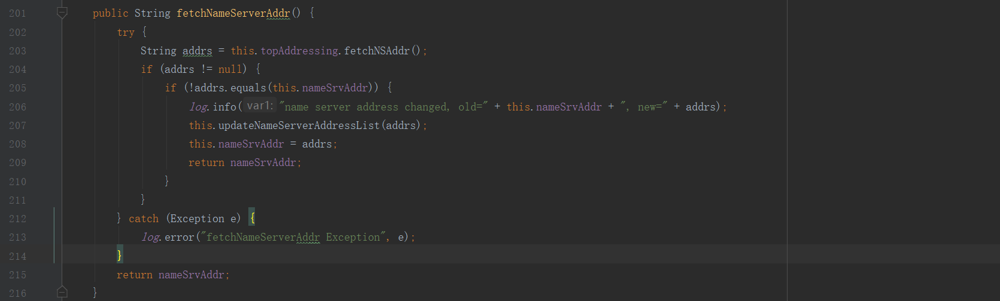 201 public String fetchNameServerAddr() {
202 try {
203 String addrs = this.topAddressing.fetchNSAddr();
204 if (addrs != null) {
205 if (!addrs.equals(this.nameSrvAddr)) {
206 log.info( var1: "name server address changed, old=" + this.nameSrvAddr + ", new=" + addrs);
207 this.updateNameServerAddressList(addrs);
208 this.nameSrvAddr = addrs;
209 return nameSrvAddr;
210 }
211 }
212 } catch (Exception e) {
213 log.error("fetchNameServerAddr Exception", e);
214 }
215 return nameSrvAddr;
216 }